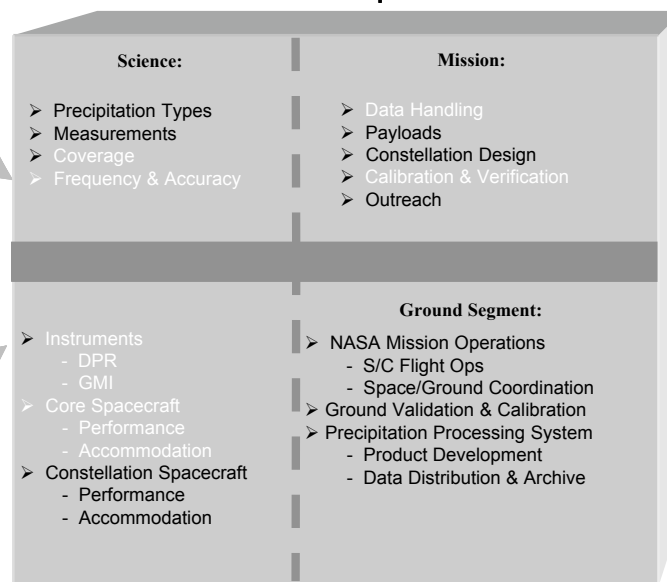 Science:
➢ Precipitation Types
➢ Measurements
➢ Coverage
➢ Frequency & Accuracy
Mission:
➢ Data Handling
➢ Payloads
➢ Constellation Design
➢ Calibration & Verification
➢ Outreach
➢ Instruments
- DPR
- GMI
➢ Core Spacecraft
- Performance
- Accommodation
➢ Constellation Spacecraft
- Performance
- Accommodation
Ground Segment:
➢ NASA Mission Operations
- S/C Flight Ops
- Space/Ground Coordination
➢ Ground Validation & Calibration
➢ Precipitation Processing System
- Product Development
- Data Distribution & Archive